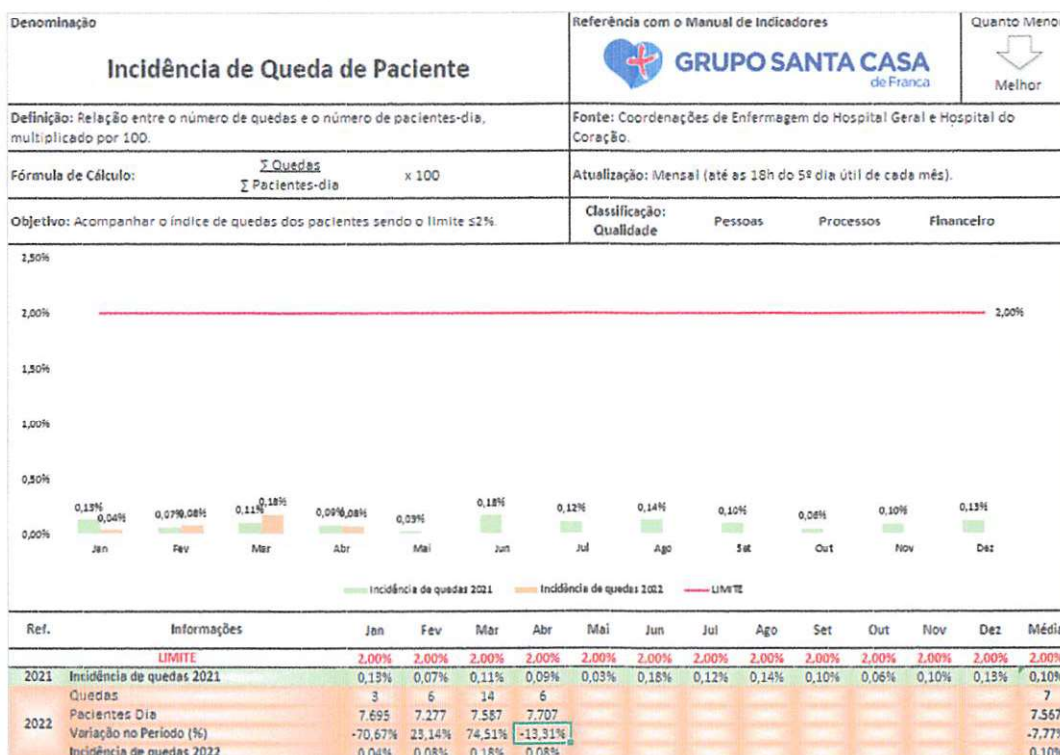 Denominação
Referência com o Manual de Indicadores
Quanto Menor
Incidência de Queda de Paciente
GRUPO SANTA CASA
de Franca
Melhor
Definição: Relação entre o número de quedas e o número de pacientes-dia,
multiplicado por 100.
Fonte: Coordenações de Enfermagem do Hospital Geral e Hospital do
Coração.
Fórmula de Cálculo: ∑ Quedas x 100
∑ Pacientes-dia
Atualização: Mensal (até as 18h do 5º dia útil de cada mês).
Objetivo: Acompanhar o índice de quedas dos pacientes sendo o limite ≤2%.
Classificação:
Qualidade Pessoas Processos Financeiro
2,50%
2,00% 2,00%
1,50%
1,00%
0,50%
0,13% 0,04% 0,07% 0,08% 0,11% 0,18% 0,09% 0,08% 0,03% 0,18% 0,12% 0,14% 0,10% 0,06% 0,10% 0,13%
0,00%
Jan Fev Mar Abr Mai Jun Jul Ago Set Out Nov Dez
Incidência de quedas 2021 Incidência de quedas 2022 LIMITE
Ref. Informações Jan Fev Mar Abr Mai Jun Jul Ago Set Out Nov Dez Média
LIMITE 2,00% 2,00% 2,00% 2,00% 2,00% 2,00% 2,00% 2,00% 2,00% 2,00% 2,00% 2,00% 2,00%
2021 Incidência de quedas 2021 0,13% 0,07% 0,11% 0,09% 0,03% 0,18% 0,12% 0,14% 0,10% 0,06% 0,10% 0,13% 0,10%
2022
Quedas 3 6 14 6 7
Pacientes Dia 7.695 7.277 7.587 7.707 7.567
Variação no Período (%) -70,67% 23,14% 74,51% -13,31% -7,77%
Incidência de quedas 2022 0,04% 0,08% 0,18% 0,08% 0,10%